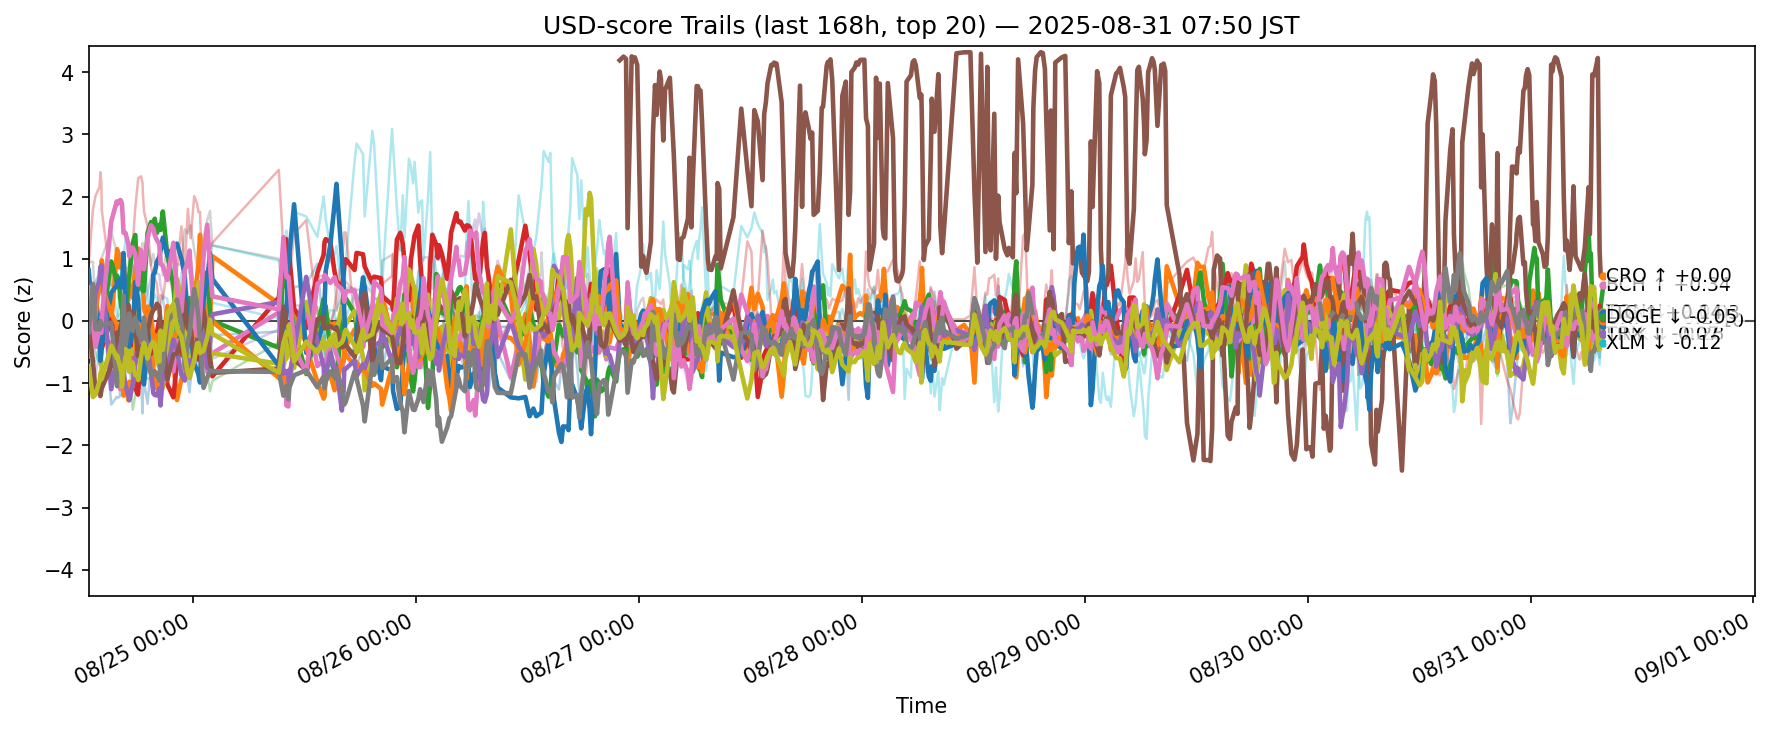 USD-score Trails (last 168h, top 20) — 2025-08-31 07:50 JST
Score (z)
4
3
2
1
0
−1
−2
−3
−4
CRO ↑ +0.00
BCH ↑ +0.34
DOGE ↓ -0.05
XLM ↓ -0.12
08/25 00:00
08/26 00:00
08/27 00:00
08/28 00:00
08/29 00:00
08/30 00:00
08/31 00:00
09/01 00:00
Time